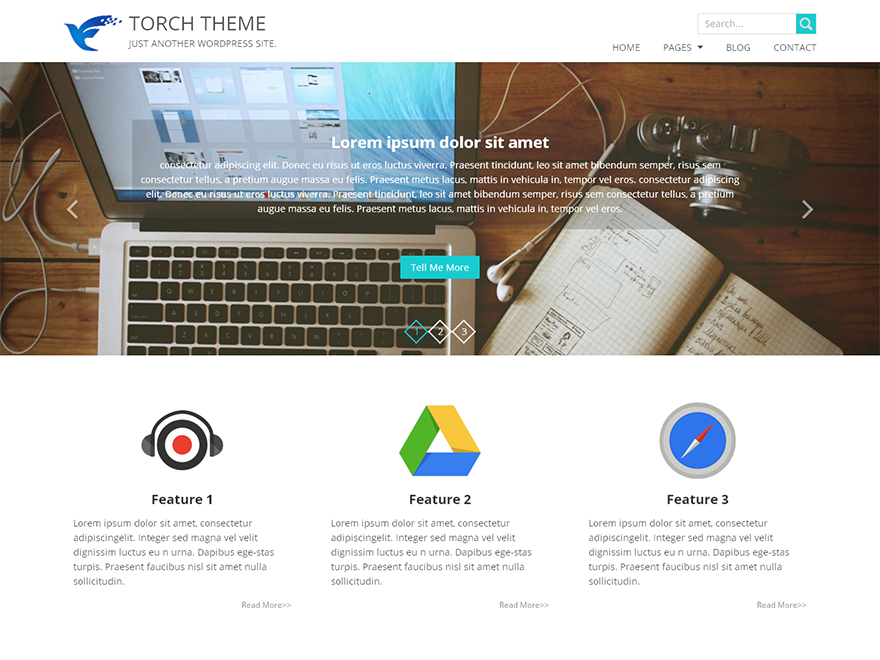 TORCH THEME
JUST ANOTHER WORDPRESS SITE.
Search...
HOME PAGES BLOG CONTACT
Lorem ipsum dolor sit amet
consectetur adipiscing elit. Donec eu risus ut eros luctus viverra. Praesent tincidunt, leo sit amet bibendum semper, risus sem
consectetur tellus, a pretium augue massa eu felis. Praesent metus lacus, mattis in vehicula in, tempor vel eros. consectetur adipiscing
elit. Donec eu risus ut eros luctus viverra. Praesent tincidunt, leo sit amet bibendum semper, risus sem consectetur tellus, a pretium
augue massa eu felis. Praesent metus lacus, mattis in vehicula in, tempor vel eros.
Tell Me More
1 2 3
Feature 1
Lorem ipsum dolor sit amet, consectetur
adipiscingelit. Integer sed magna vel velit
dignissim luctus eu n urna. Dapibus ege-stas
turpis. Praesent faucibus nisl sit amet nulla
sollicitudin.
Read More>>
Feature 2
Lorem ipsum dolor sit amet, consectetur
adipiscingelit. Integer sed magna vel velit
dignissim luctus eu n urna. Dapibus ege-stas
turpis. Praesent faucibus nisl sit amet nulla
sollicitudin.
Read More>>
Feature 3
Lorem ipsum dolor sit amet, consectetur
adipiscingelit. Integer sed magna vel velit
dignissim luctus eu n urna. Dapibus ege-stas
turpis. Praesent faucibus nisl sit amet nulla
sollicitudin.
Read More>>